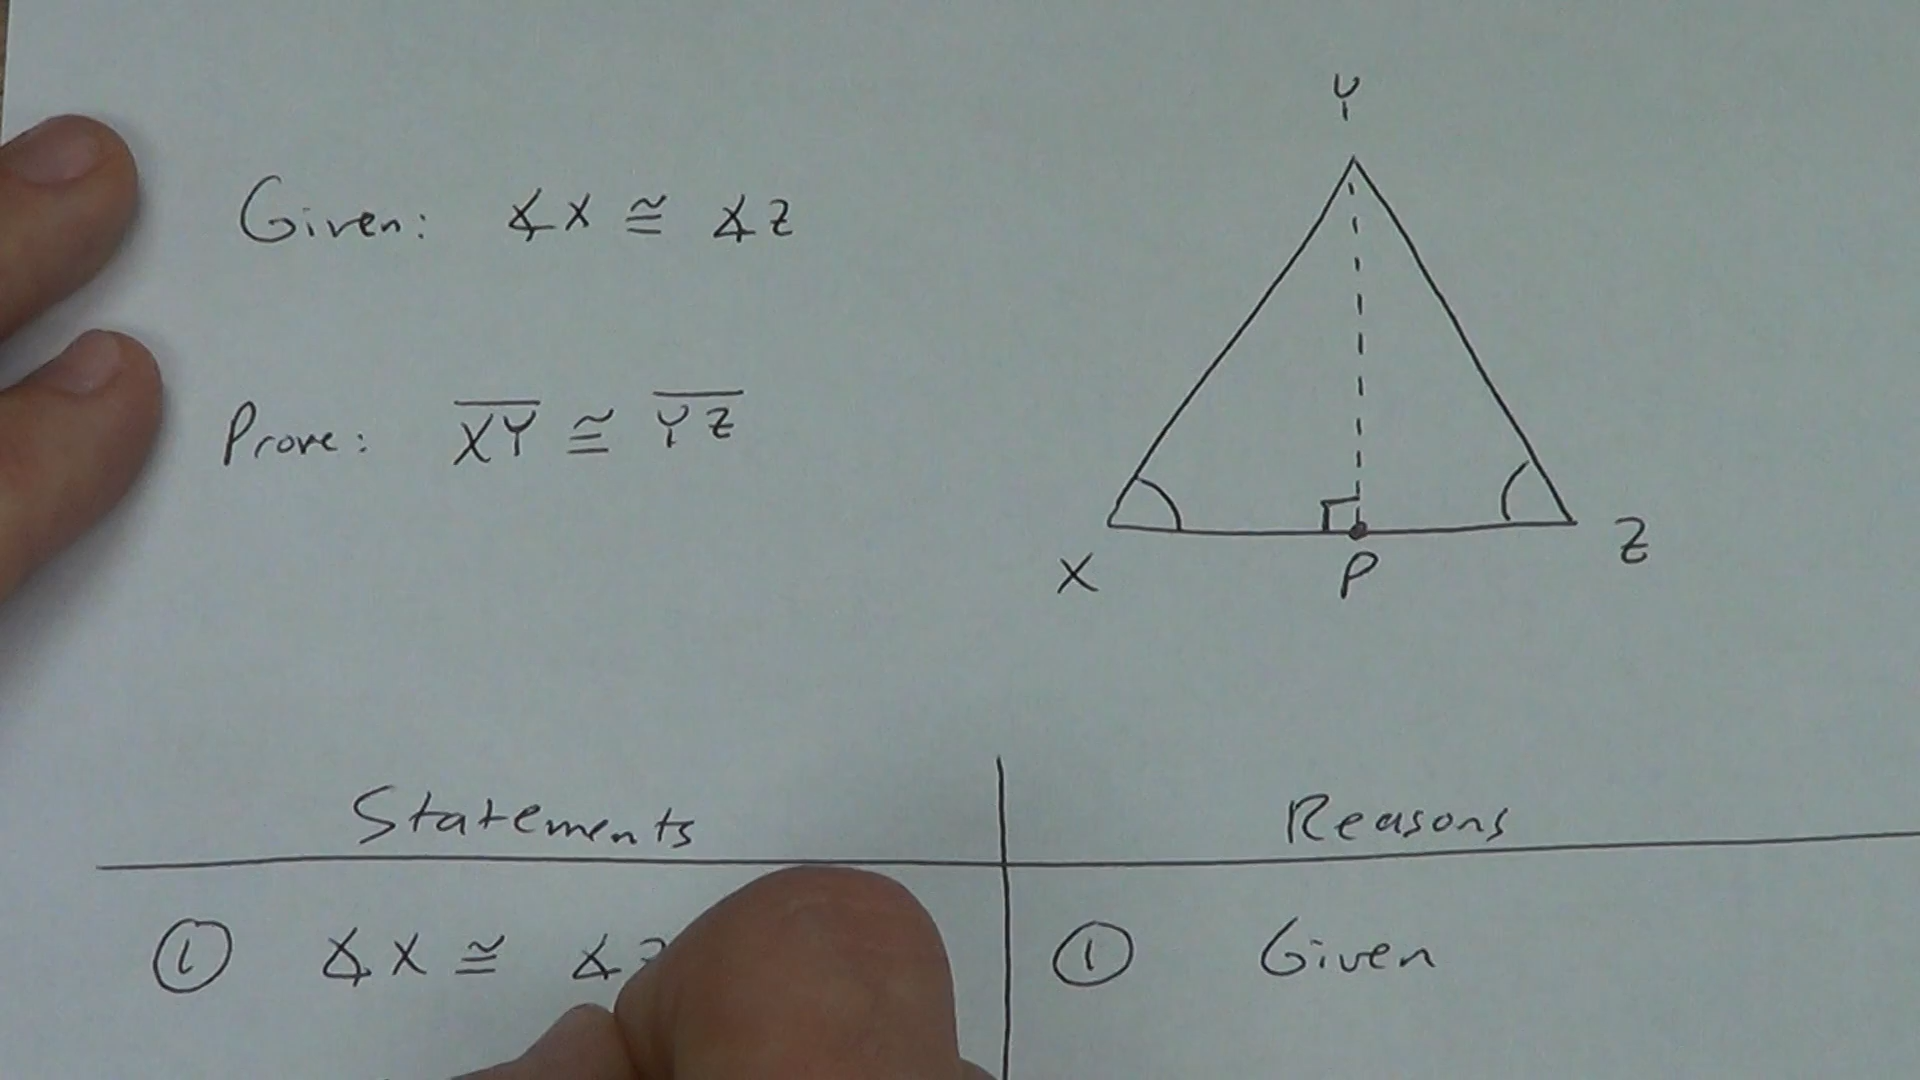 Y
Given: ∡X ≅ ∡Z
Prove: XY ≅ YZ
X P Z
Statements Reasons
① ∡X ≅ ∡ ① Given